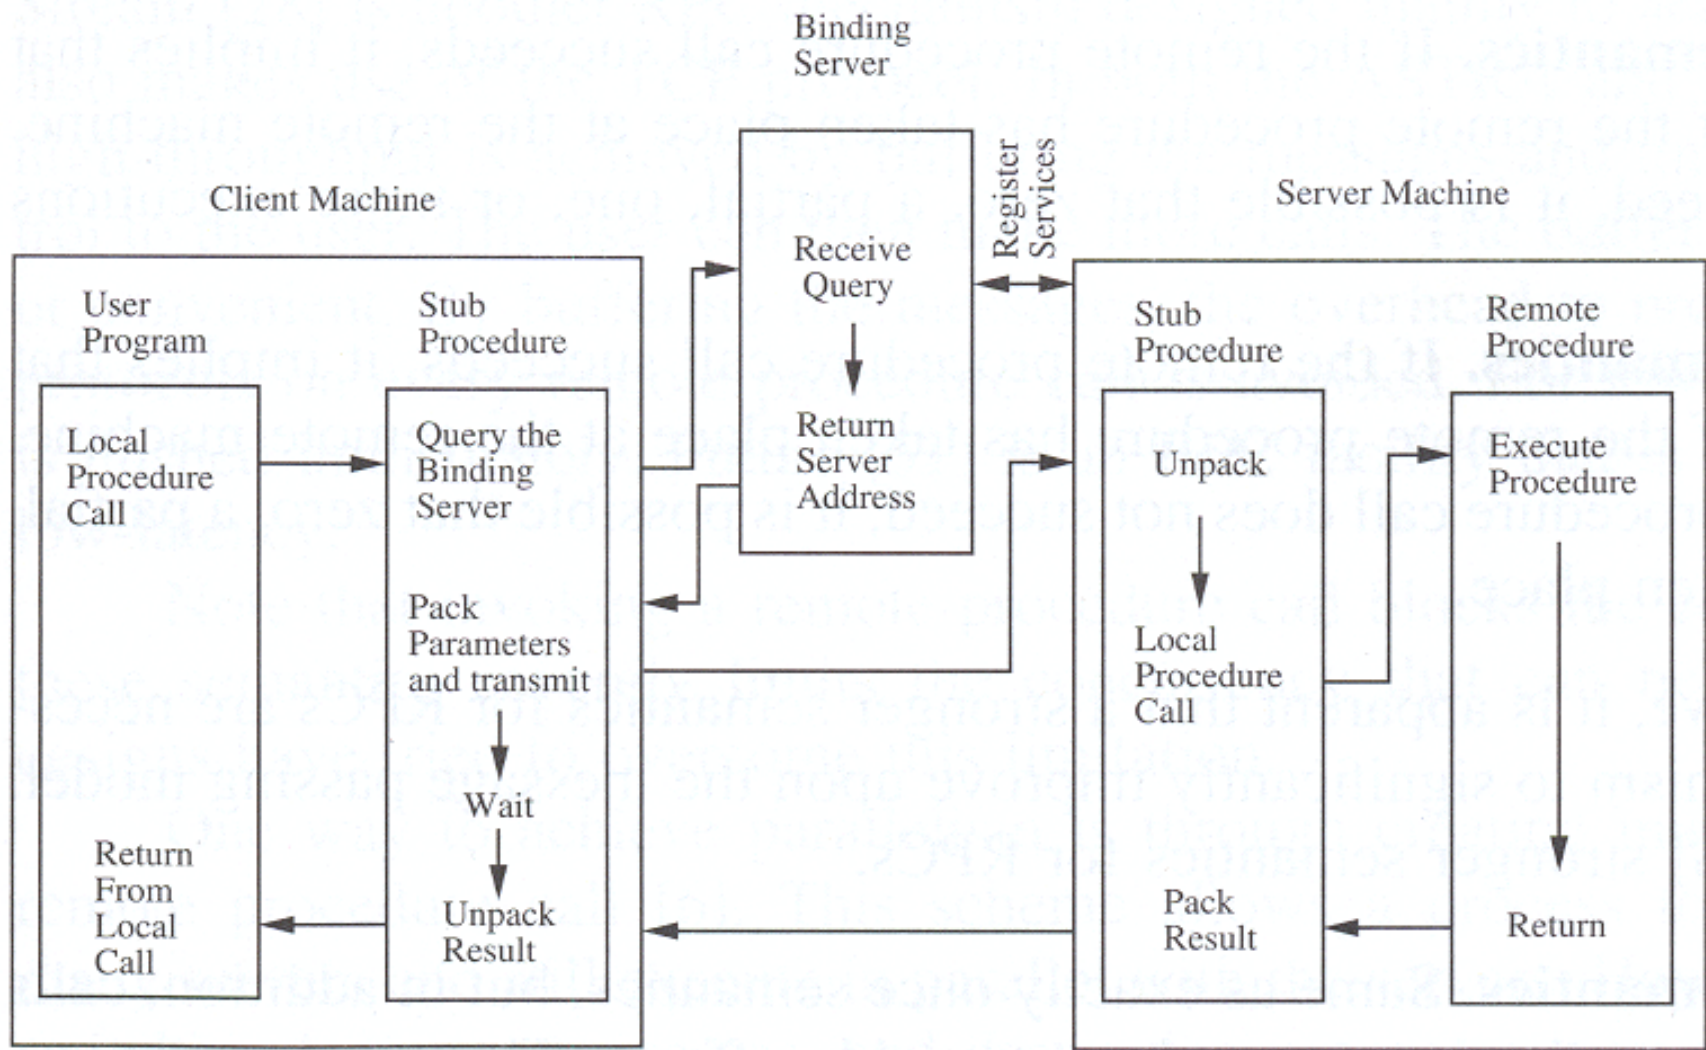 Binding
Server
Client Machine
Register
Services
Server Machine
User
Program
Stub
Procedure
Receive
Query
Return
Server
Address
Stub
Procedure
Remote
Procedure
Local
Procedure
Call
Query the
Binding
Server
Pack
Parameters
and transmit
Wait
Unpack
Result
Return
From
Local
Call
Unpack
Local
Procedure
Call
Pack
Result
Execute
Procedure
Return